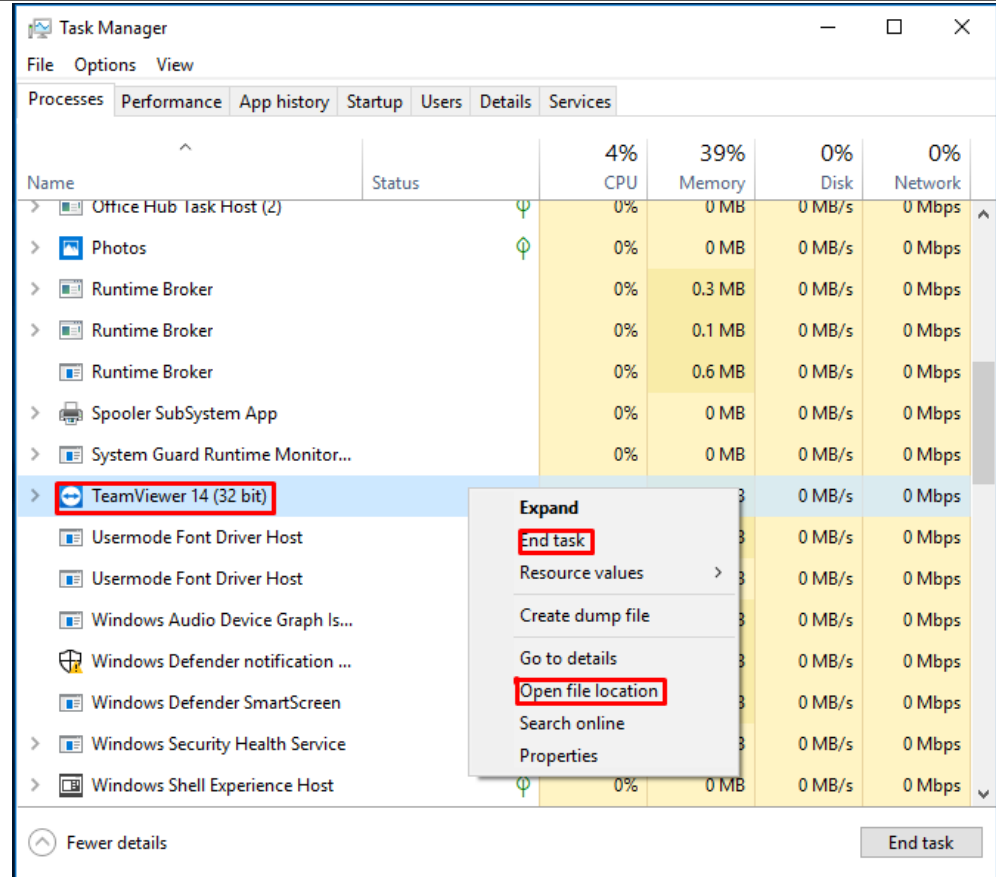 Task Manager
File Options View
Processes Performance App history Startup Users Details Services
4% 39% 0% 0%
Name Status CPU Memory Disk Network
Office Hub Task Host (2) 0% 0 MB 0 MB/s 0 Mbps
Photos 0% 0 MB 0 MB/s 0 Mbps
Runtime Broker 0% 0.3 MB 0 MB/s 0 Mbps
Runtime Broker 0% 0.1 MB 0 MB/s 0 Mbps
Runtime Broker 0% 0.6 MB 0 MB/s 0 Mbps
Spooler SubSystem App 0% 0 MB 0 MB/s 0 Mbps
System Guard Runtime Monitor... 0% 0 MB 0 MB/s 0 Mbps
TeamViewer 14 (32 bit) 0 MB/s 0 Mbps
Expand
Usermode Font Driver Host 0 MB/s 0 Mbps
End task
Usermode Font Driver Host 0 MB/s 0 Mbps
Resource values
Windows Audio Device Graph Is... 0 MB/s 0 Mbps
Create dump file
Windows Defender notification ... 0 MB/s 0 Mbps
Go to details
Windows Defender SmartScreen 0 MB/s 0 Mbps
Open file location
Search online
Windows Security Health Service 0 MB/s 0 Mbps
Properties
Windows Shell Experience Host 0% 0 MB 0 MB/s 0 Mbps
Fewer details End task